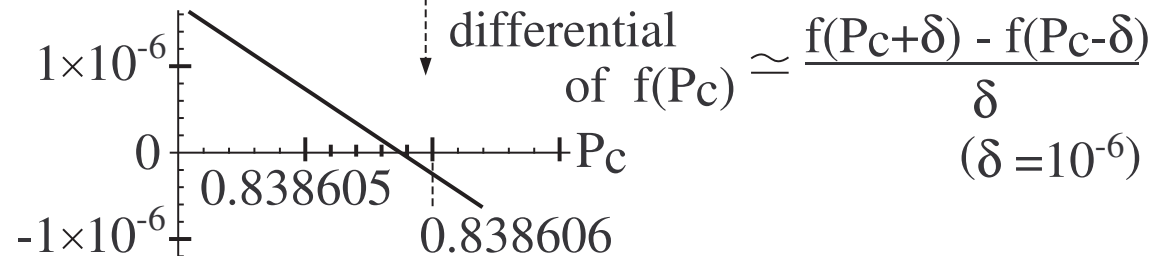 differential
of f(Pc) ≃ f(Pc+δ) - f(Pc-δ)
δ
(δ =10⁻⁶)
1×10⁻⁶
0
-1×10⁻⁶
Pc
0.838605
0.838606